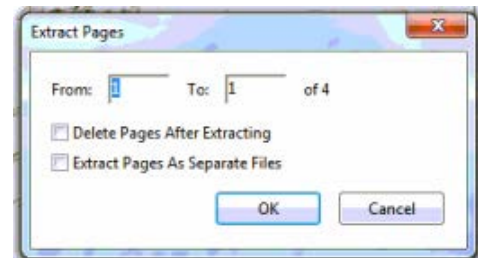 Extract Pages
From: 1 To: 1 of 4
Delete Pages After Extracting
Extract Pages As Separate Files
OK Cancel